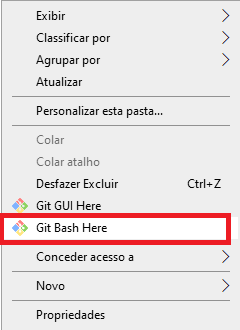 Exibir
Classificar por
Agrupar por
Atualizar
Personalizar esta pasta...
Colar
Colar atalho
Desfazer Excluir Ctrl+Z
Git GUI Here
Git Bash Here
Conceder acesso a
Novo
Propriedades